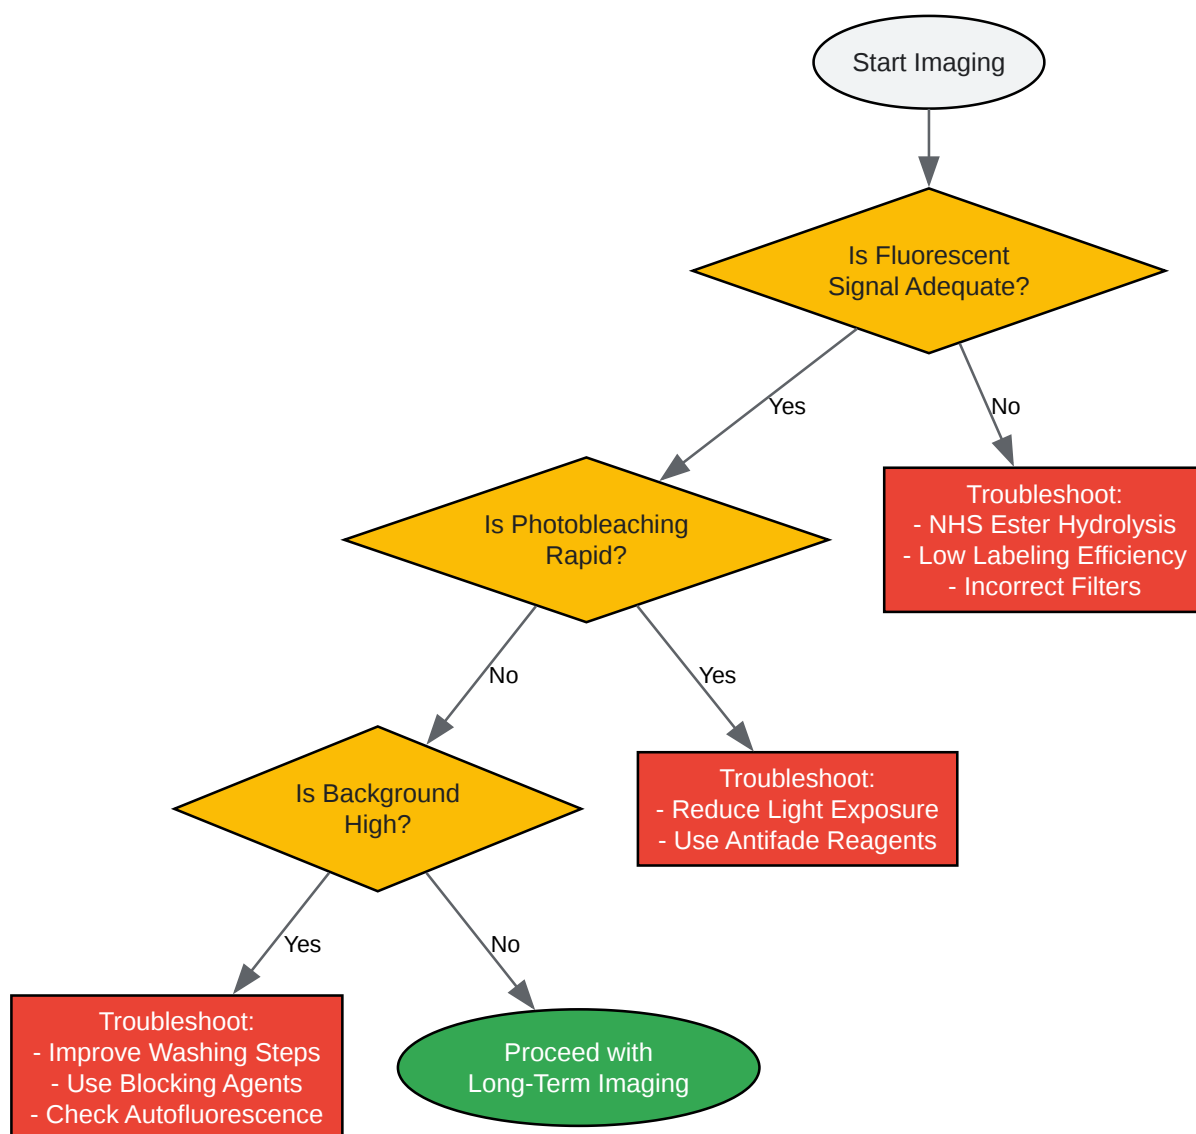 Start Imaging
Is Fluorescent
Signal Adequate?
Yes
No
Is Photobleaching
Rapid?
Troubleshoot:
- NHS Ester Hydrolysis
- Low Labeling Efficiency
- Incorrect Filters
No
Yes
Is Background
High?
Troubleshoot:
- Reduce Light Exposure
- Use Antifade Reagents
Yes
No
Troubleshoot:
- Improve Washing Steps
- Use Blocking Agents
- Check Autofluorescence
Proceed with
Long-Term Imaging